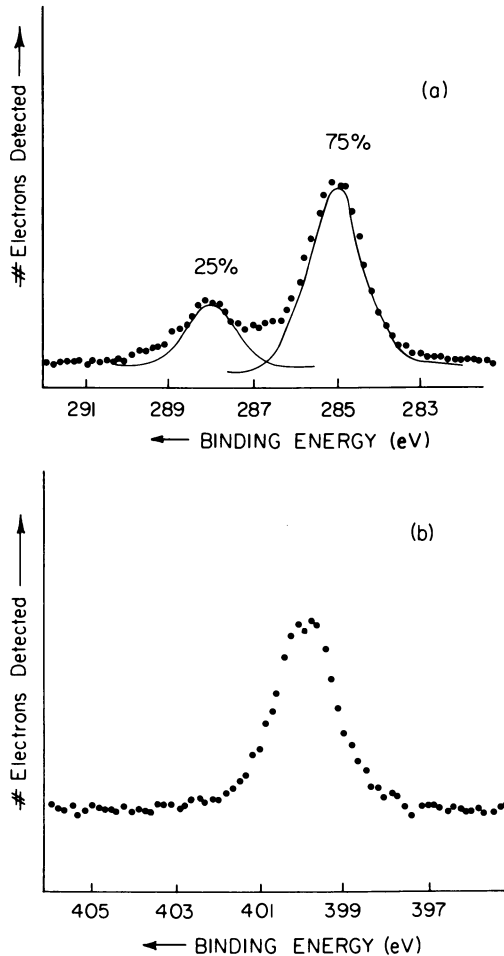 (a)
# Electrons Detected →
75%
25%
291 289 287 285 283
← BINDING ENERGY (eV)
(b)
# Electrons Detected →
405 403 401 399 397
← BINDING ENERGY (eV)